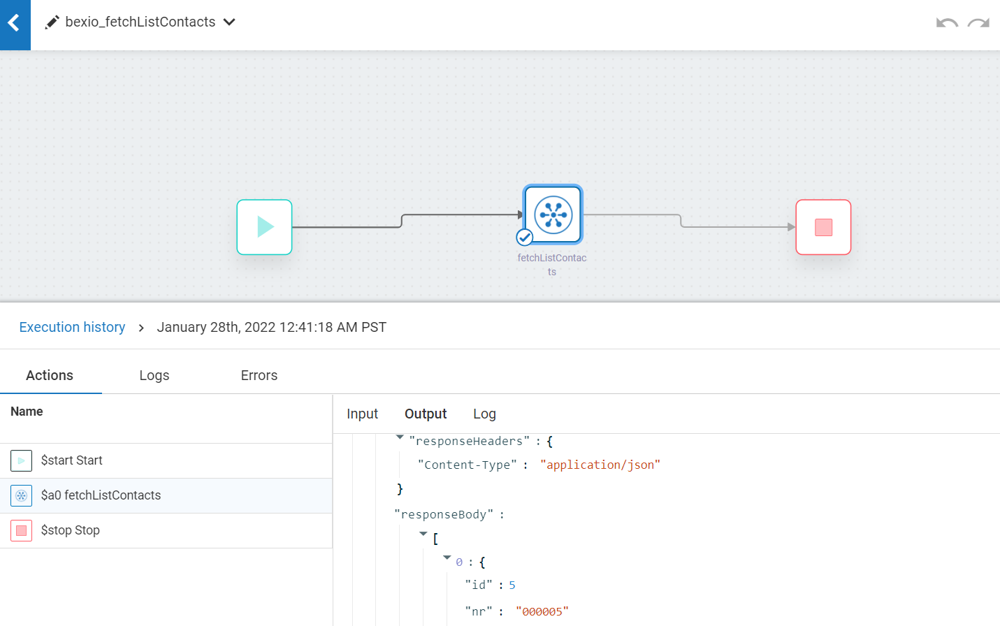 bexio_fetchListContacts
fetchListContac
ts
Execution history > January 28th, 2022 12:41:18 AM PST
Actions Logs Errors
Name
Input Output Log
$start Start
$a0 fetchListContacts
$stop Stop
"responseHeaders" : {
"Content-Type" : "application/json"
}
"responseBody" :
[
0 : {
"id" : 5
"nr" : "000005"